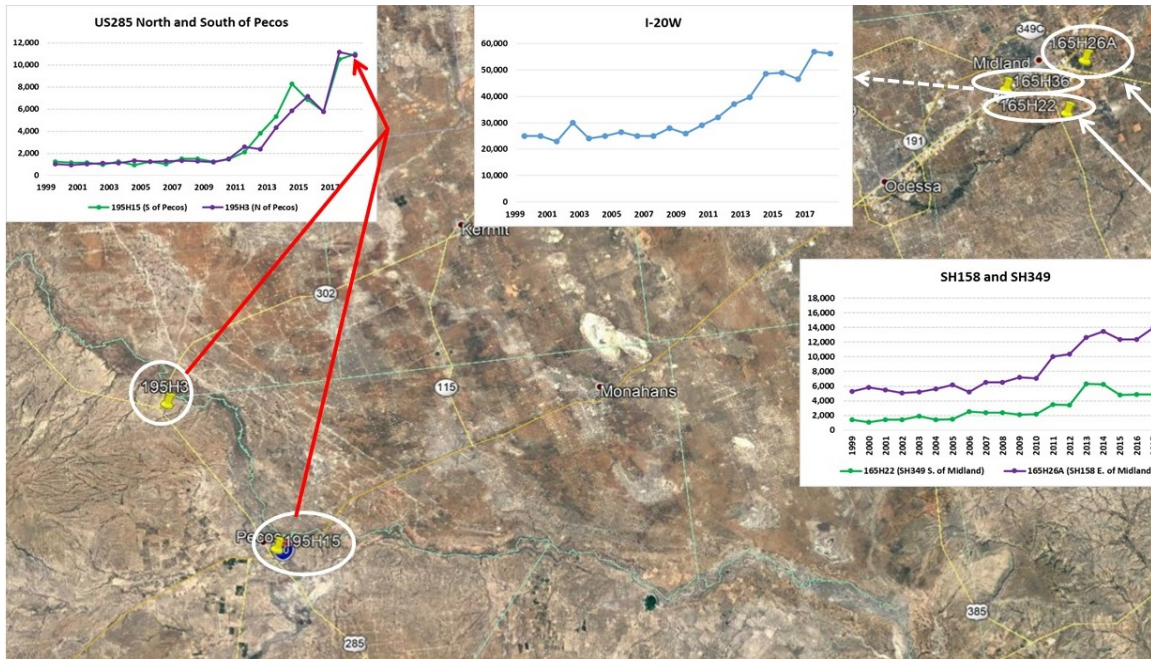 US285 North and South of Pecos
12,000
10,000
8,000
6,000
4,000
2,000
0
1999 2001 2003 2005 2007 2009 2011 2013 2015 2017
195H15 (S of Pecos) 195H3 (N of Pecos)
I-20W
60,000
50,000
40,000
30,000
20,000
10,000
0
1999 2001 2003 2005 2007 2009 2011 2013 2015 2017
349C
165H26A
Midland
165H36
165H22
191
Odessa
Kermit
302
SH158 and SH349
18,000
16,000
14,000
12,000
10,000
8,000
6,000
4,000
2,000
0
1999 2000 2001 2002 2003 2004 2005 2006 2007 2008 2009 2010 2011 2012 2013 2014 2015 2016
165H22 (SH349 S. of Midland) 165H26A (SH158 E. of Midland
195H3
115
Monahans
Pecos
195H15
385
285